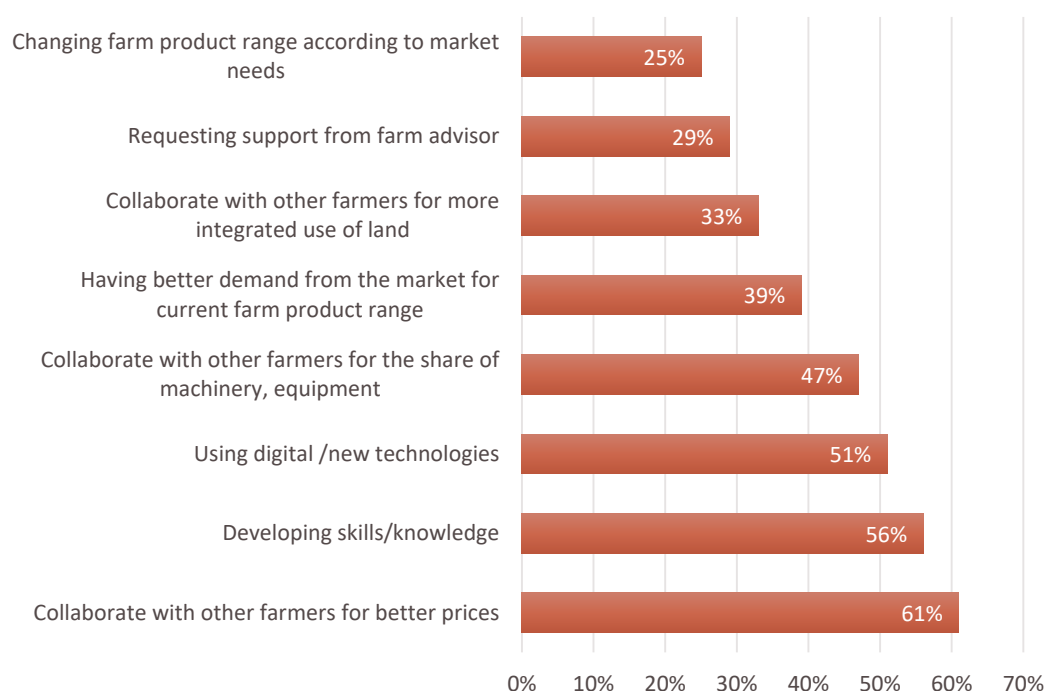 Changing farm product range according to market
needs
25%
Requesting support from farm advisor
29%
Collaborate with other farmers for more
integrated use of land
33%
Having better demand from the market for
current farm product range
39%
Collaborate with other farmers for the share of
machinery, equipment
47%
Using digital /new technologies
51%
Developing skills/knowledge
56%
Collaborate with other farmers for better prices
61%
0% 10% 20% 30% 40% 50% 60% 70%